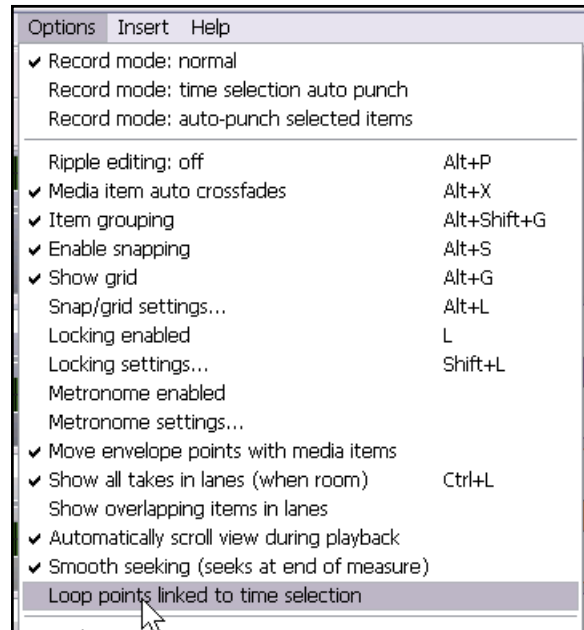 Options Insert Help
✔ Record mode: normal
Record mode: time selection auto punch
Record mode: auto-punch selected items
Ripple editing: off Alt+P
✔ Media item auto crossfades Alt+X
✔ Item grouping Alt+Shift+G
✔ Enable snapping Alt+S
✔ Show grid Alt+G
Snap/grid settings... Alt+L
Locking enabled L
Locking settings... Shift+L
Metronome enabled
Metronome settings...
✔ Move envelope points with media items
✔ Show all takes in lanes (when room) Ctrl+L
Show overlapping items in lanes
✔ Automatically scroll view during playback
✔ Smooth seeking (seeks at end of measure)
Loop points linked to time selection